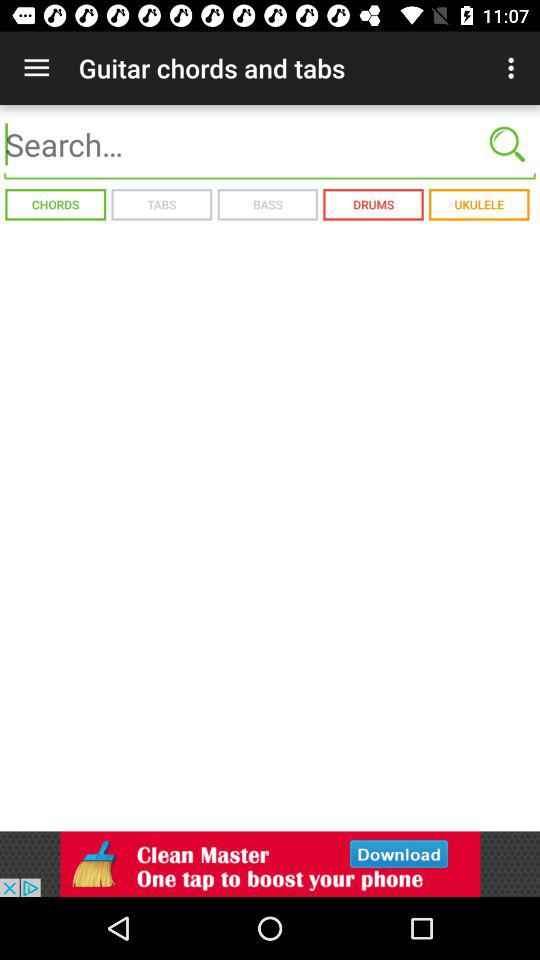 11:07
Guitar chords and tabs
Search...
CHORDS TABS BASS DRUMS UKULELE
Clean Master Download
One tap to boost your phone